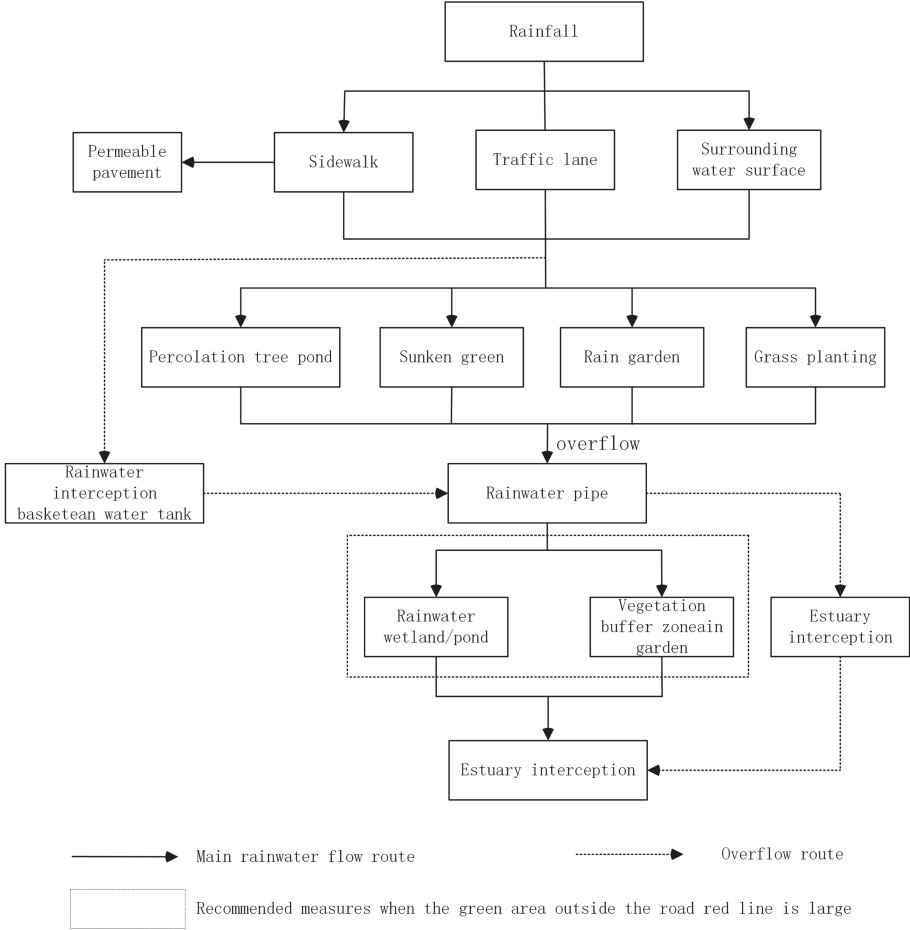 Rainfall
Permeable
pavement
Sidewalk
Traffic lane
Surrounding
water surface
Percolation tree pond
Sunken green
Rain garden
Grass planting
overflow
Rainwater
interception
basketean water tank
Rainwater pipe
Rainwater
wetland/pond
Vegetation
buffer zoneain
garden
Estuary
interception
Estuary interception
Main rainwater flow route
Overflow route
Recommended measures when the green area outside the road red line is large